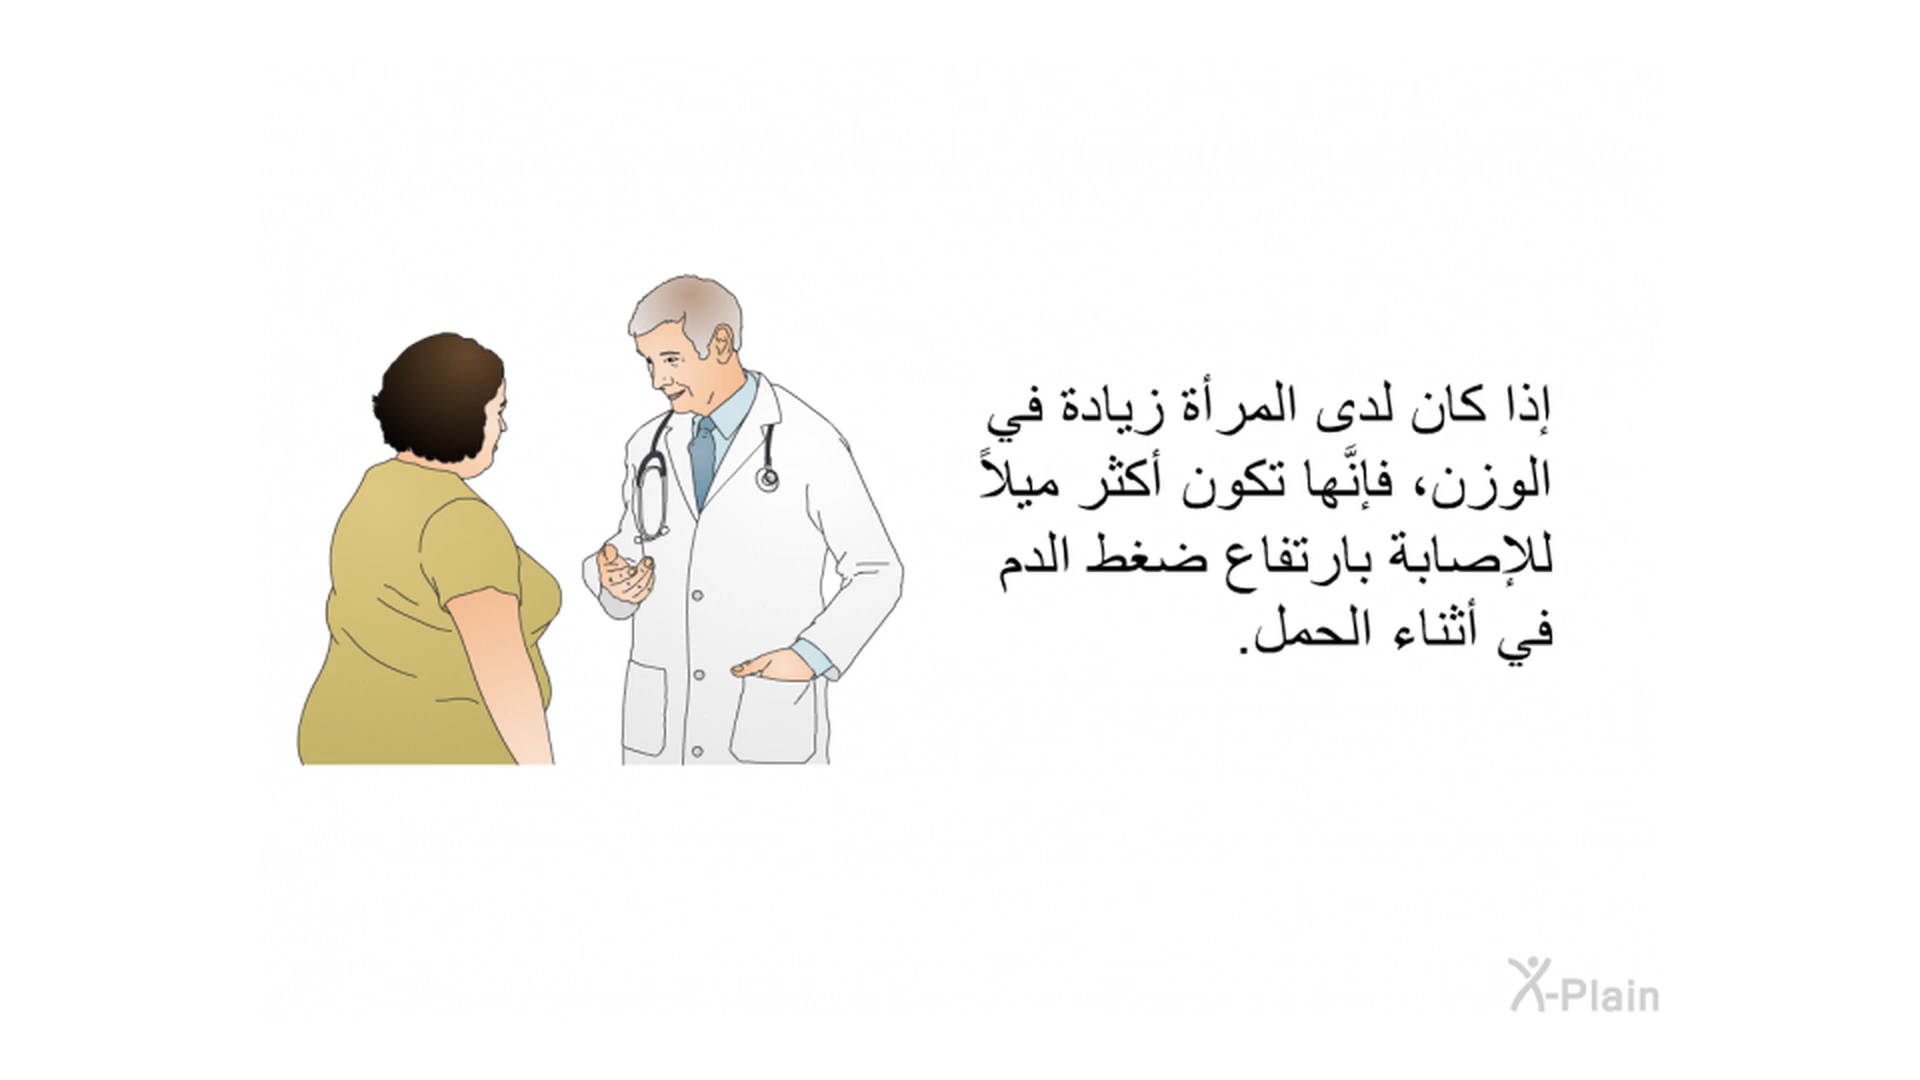 إذا كان لدى المرأة زيادة في
الوزن، فإنَّها تكون أكثر ميلاً
للإصابة بارتفاع ضغط الدم
في أثناء الحمل.
X-Plain